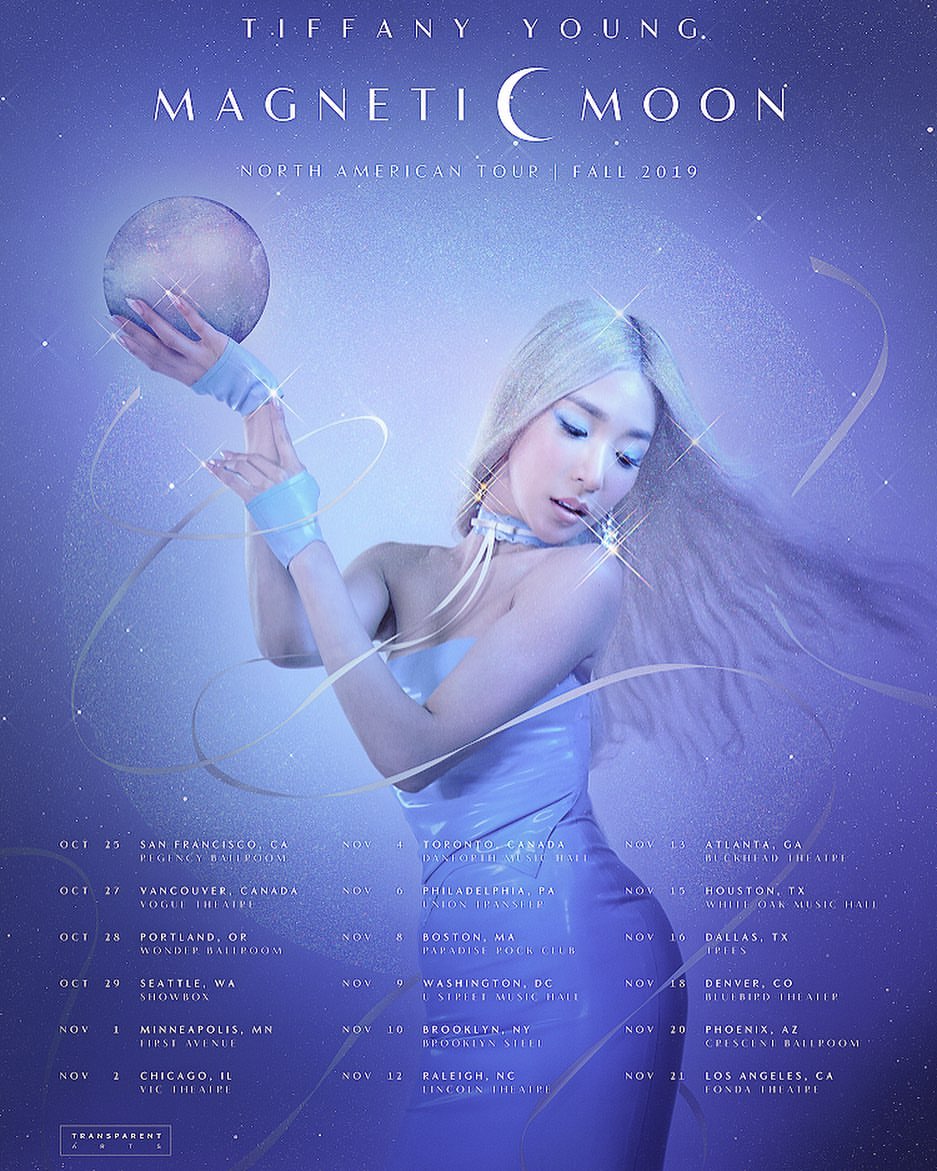 TIFFANY YOUNG
MAGNETIC MOON
NORTH AMERICAN TOUR | FALL 2019
OCT 25 SAN FRANCISCO, CA
REGENCY BALLROOM
OCT 27 VANCOUVER, CANADA
VOGUE THEATRE
OCT 28 PORTLAND, OR
WONDER BALLROOM
OCT 29 SEATTLE, WA
SHOWBOX
NOV 1 MINNEAPOLIS, MN
FIRST AVENUE
NOV 2 CHICAGO, IL
VIC THEATRE
NOV 4 TORONTO, CANADA
DANFORTH MUSIC HALL
NOV 6 PHILADELPHIA, PA
UNION TRANSFER
NOV 8 BOSTON, MA
PARADISE ROCK CLUB
NOV 9 WASHINGTON, DC
U STREET MUSIC HALL
NOV 10 BROOKLYN, NY
BROOKLYN STEEL
NOV 12 RALEIGH, NC
LINCOLN THEATRE
NOV 13 ATLANTA, GA
BUCKHEAD THEATRE
NOV 15 HOUSTON, TX
WHITE OAK MUSIC HALL
NOV 16 DALLAS, TX
TREES
NOV 18 DENVER, CO
BLUEBIRD THEATER
NOV 20 PHOENIX, AZ
CRESCENT BALLROOM
NOV 21 LOS ANGELES, CA
FONDA THEATRE
TRANSPARENT
ARTS